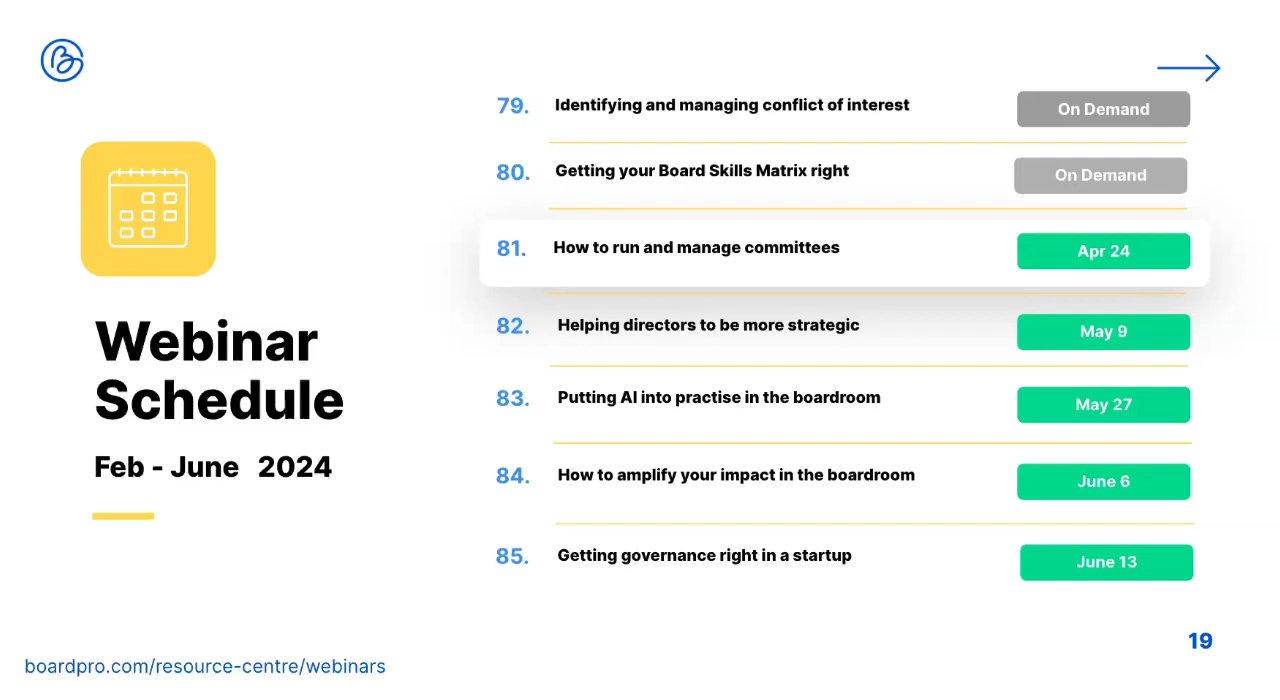 79. Identifying and managing conflict of interest On Demand
80. Getting your Board Skills Matrix right On Demand
81. How to run and manage committees Apr 24
82. Helping directors to be more strategic May 9
83. Putting AI into practise in the boardroom May 27
84. How to amplify your impact in the boardroom June 6
85. Getting governance right in a startup June 13
Webinar
Schedule
Feb - June 2024
19
boardpro.com/resource-centre/webinars